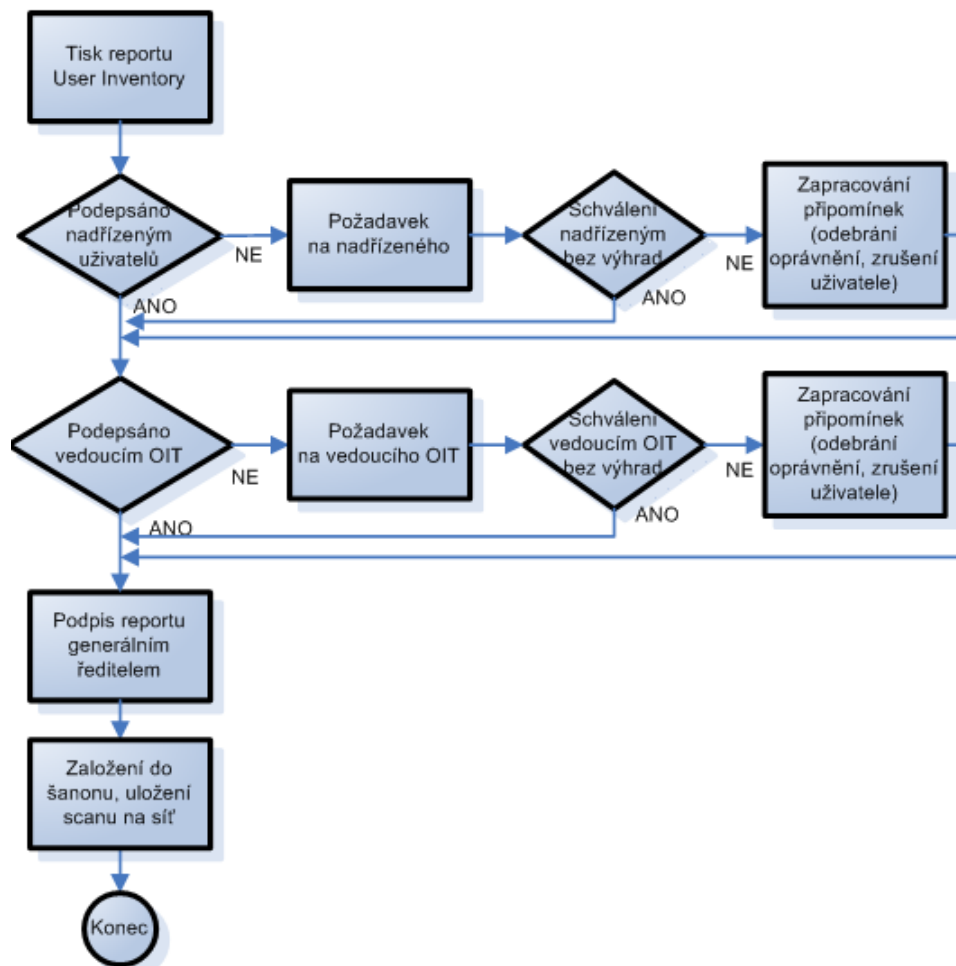 Tisk reportu
User Inventory
Podepsáno
nadřízeným
uživatelů
NE
ANO
Požadavek
na nadřízeného
Schváleni
nadřízeným
bez výhrad
NE
ANO
Zapracování
připomínek
(odebrání
oprávnění, zrušení
uživatele)
Podepsáno
vedoucím OIT
NE
ANO
Požadavek
na vedoucího OIT
Schváleni
vedoucím OIT
bez výhrad
NE
ANO
Zapracování
připomínek
(odebrání
oprávnění, zrušení
uživatele)
Podpis reportu
generálním
ředitelem
Založení do
šanonu, uložení
scanu na síť
Konec